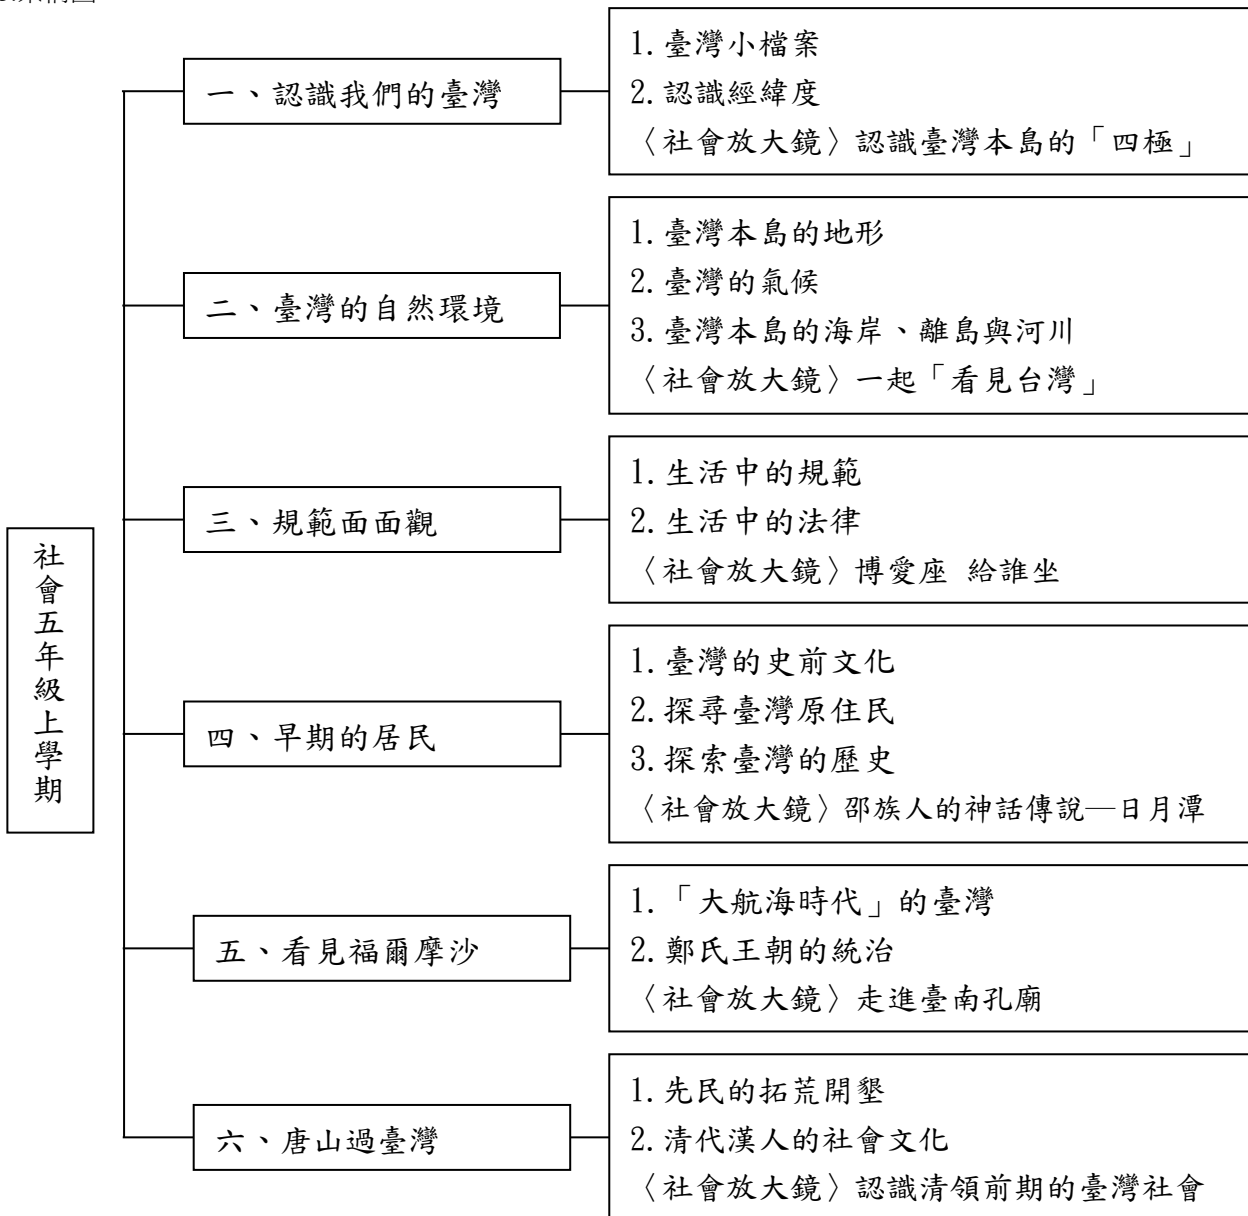 社會五年級上學期
一、認識我們的臺灣
1.臺灣小檔案
2.認識經緯度
〈社會放大鏡〉認識臺灣本島的「四極」
二、臺灣的自然環境
1.臺灣本島的地形
2.臺灣的氣候
3.臺灣本島的海岸、離島與河川
〈社會放大鏡〉一起「看見台灣」
三、規範面面觀
1.生活中的規範
2.生活中的法律
〈社會放大鏡〉博愛座 給誰坐
四、早期的居民
1.臺灣的史前文化
2.探尋臺灣原住民
3.探索臺灣的歷史
〈社會放大鏡〉邵族人的神話傳說─日月潭
五、看見福爾摩沙
1.「大航海時代」的臺灣
2.鄭氏王朝的統治
〈社會放大鏡〉走進臺南孔廟
六、唐山過臺灣
1.先民的拓荒開墾
2.清代漢人的社會文化
〈社會放大鏡〉認識清領前期的臺灣社會